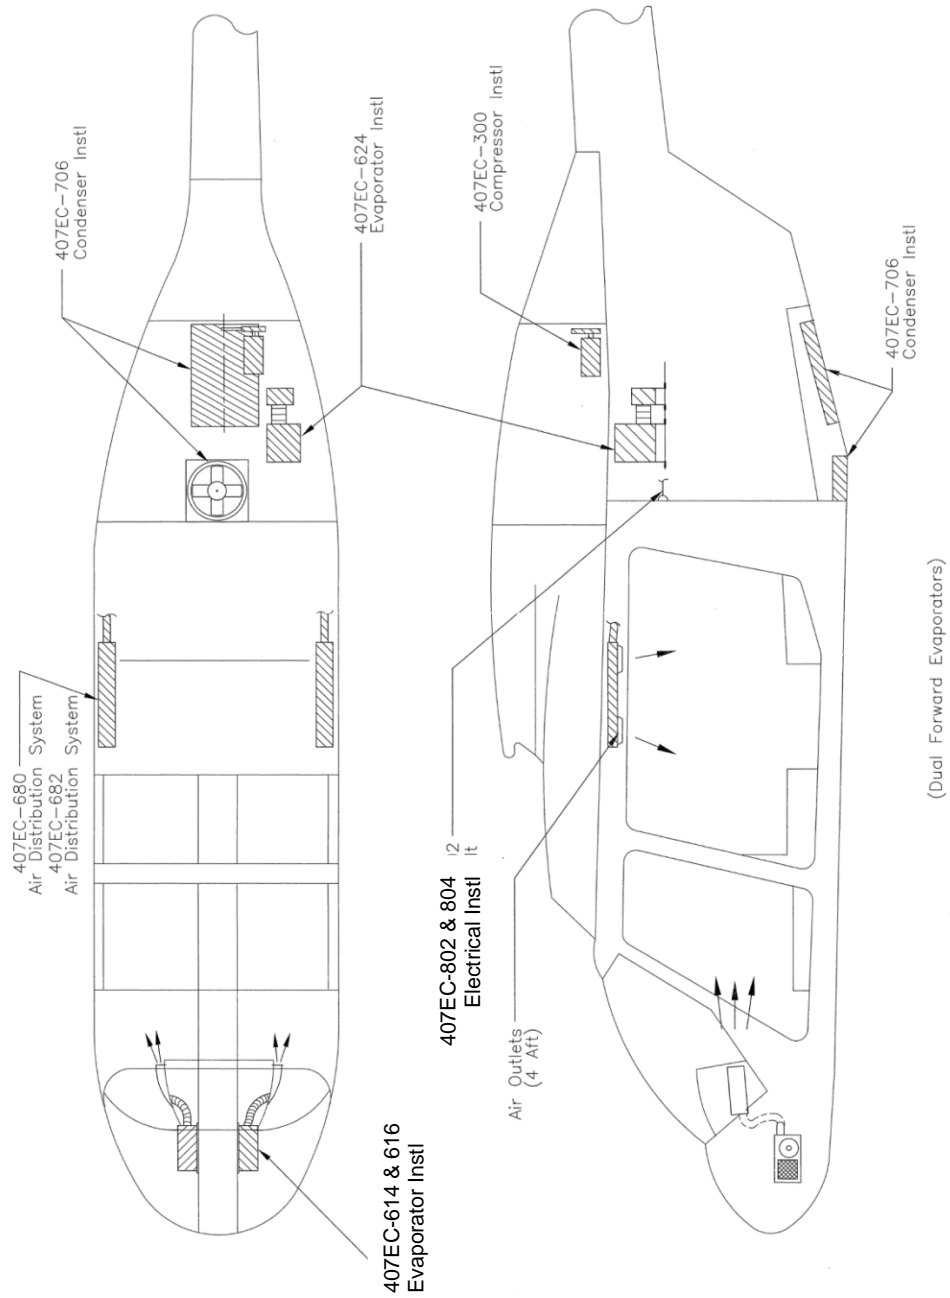 407EC-706
Condenser Instl
407EC-624
Evaporator Instl
407EC-680
Air Distribution System
407EC-682
Air Distribution System
407EC-614 & 616
Evaporator Instl
407EC-300
Compressor Instl
407EC-706
Condenser Instl
2
lt
407EC-802 & 804
Electrical Instl
Air Outlets
(4 Aft)
(Dual Forward Evaporators)